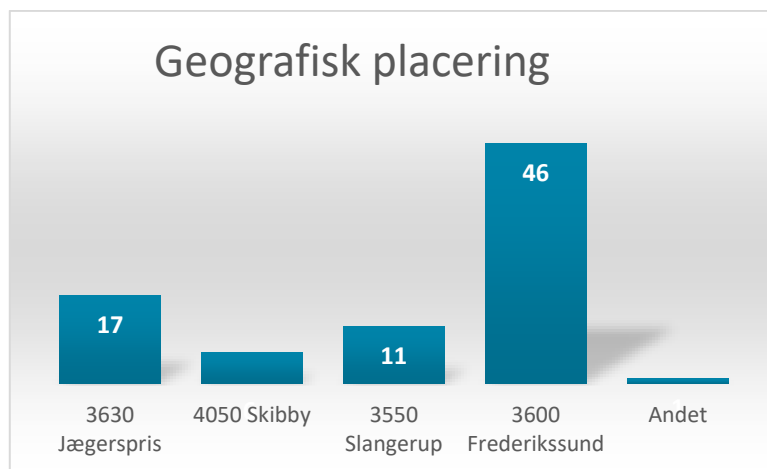 Geografisk placering
46
17
11
3630 Jægerspris
4050 Skibby
3550 Slangerup
3600 Frederikssund
Andet